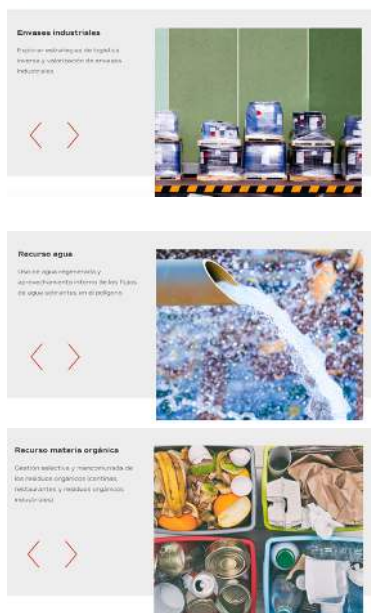 Envases industriales
Explorar estrategias de logística
inversa y valorización de envases
industriales
Recurso agua
Uso de agua regenerada y
aprovechamiento interno de los flujos
de agua sobrantes en el polígono.
Recurso materia orgánica
Gestión selectiva y mancomunada de
los residuos orgánicos (cantinas,
restaurantes y residuos orgánicos
industriales)